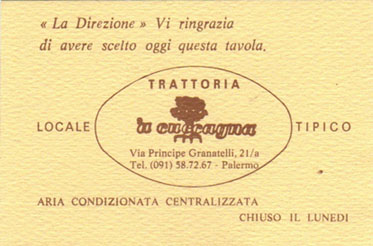 « La Direzione » Vi ringrazia
di avere scelto oggi questa tavola.
TRATTORIA
LOCALE 'a cuccagna TIPICO
Via Principe Granatelli, 21/a
Tel. (091) 58.72.67 - Palermo
ARIA CONDIZIONATA CENTRALIZZATA
CHIUSO IL LUNEDI